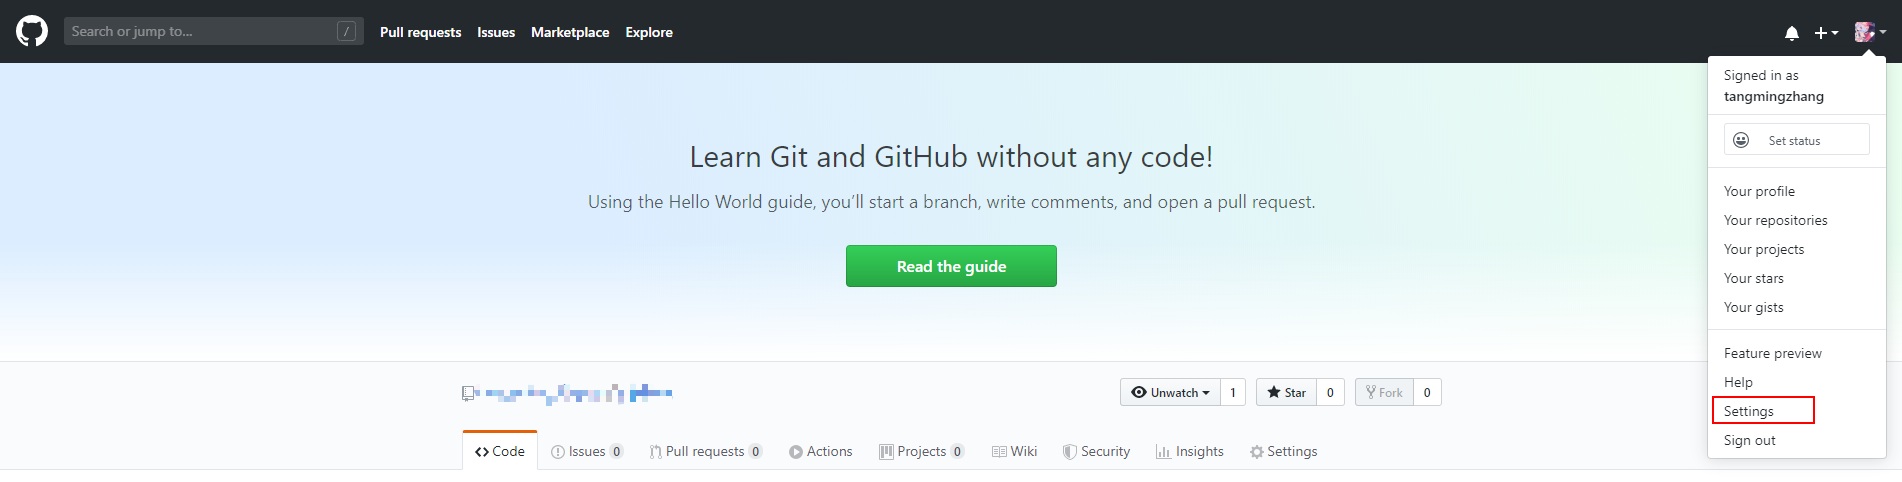 Search or jump to... /
Pull requests Issues Marketplace Explore
Signed in as
tangmingzhang
Set status
Your profile
Your repositories
Your projects
Your stars
Your gists
Feature preview
Help
Settings
Sign out
Learn Git and GitHub without any code!
Using the Hello World guide, you’ll start a branch, write comments, and open a pull request.
Read the guide
Unwatch 1 Star 0 Fork 0
Code Issues 0 Pull requests 0 Actions Projects 0 Wiki Security Insights Settings